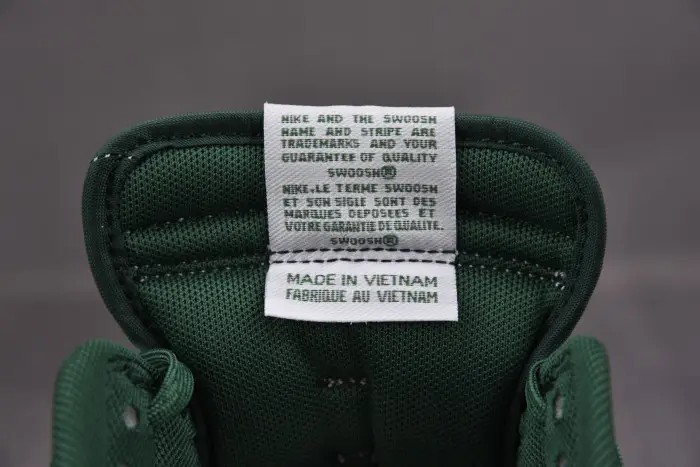 NIKE AND THE SWOOSH
NAME AND STRIPE ARE
TRADEMARKS AND YOUR
GUARANTEE OF QUALITY
SWOOSH®
NIKE, LE TERME SWOOSH
ET SON SIGLE SONT DES
MARQUES DEPOSEES ET
VOTRE GARANTIE DE QUALITE.
SWOOSH®
MADE IN VIETNAM
FABRIQUE AU VIETNAM